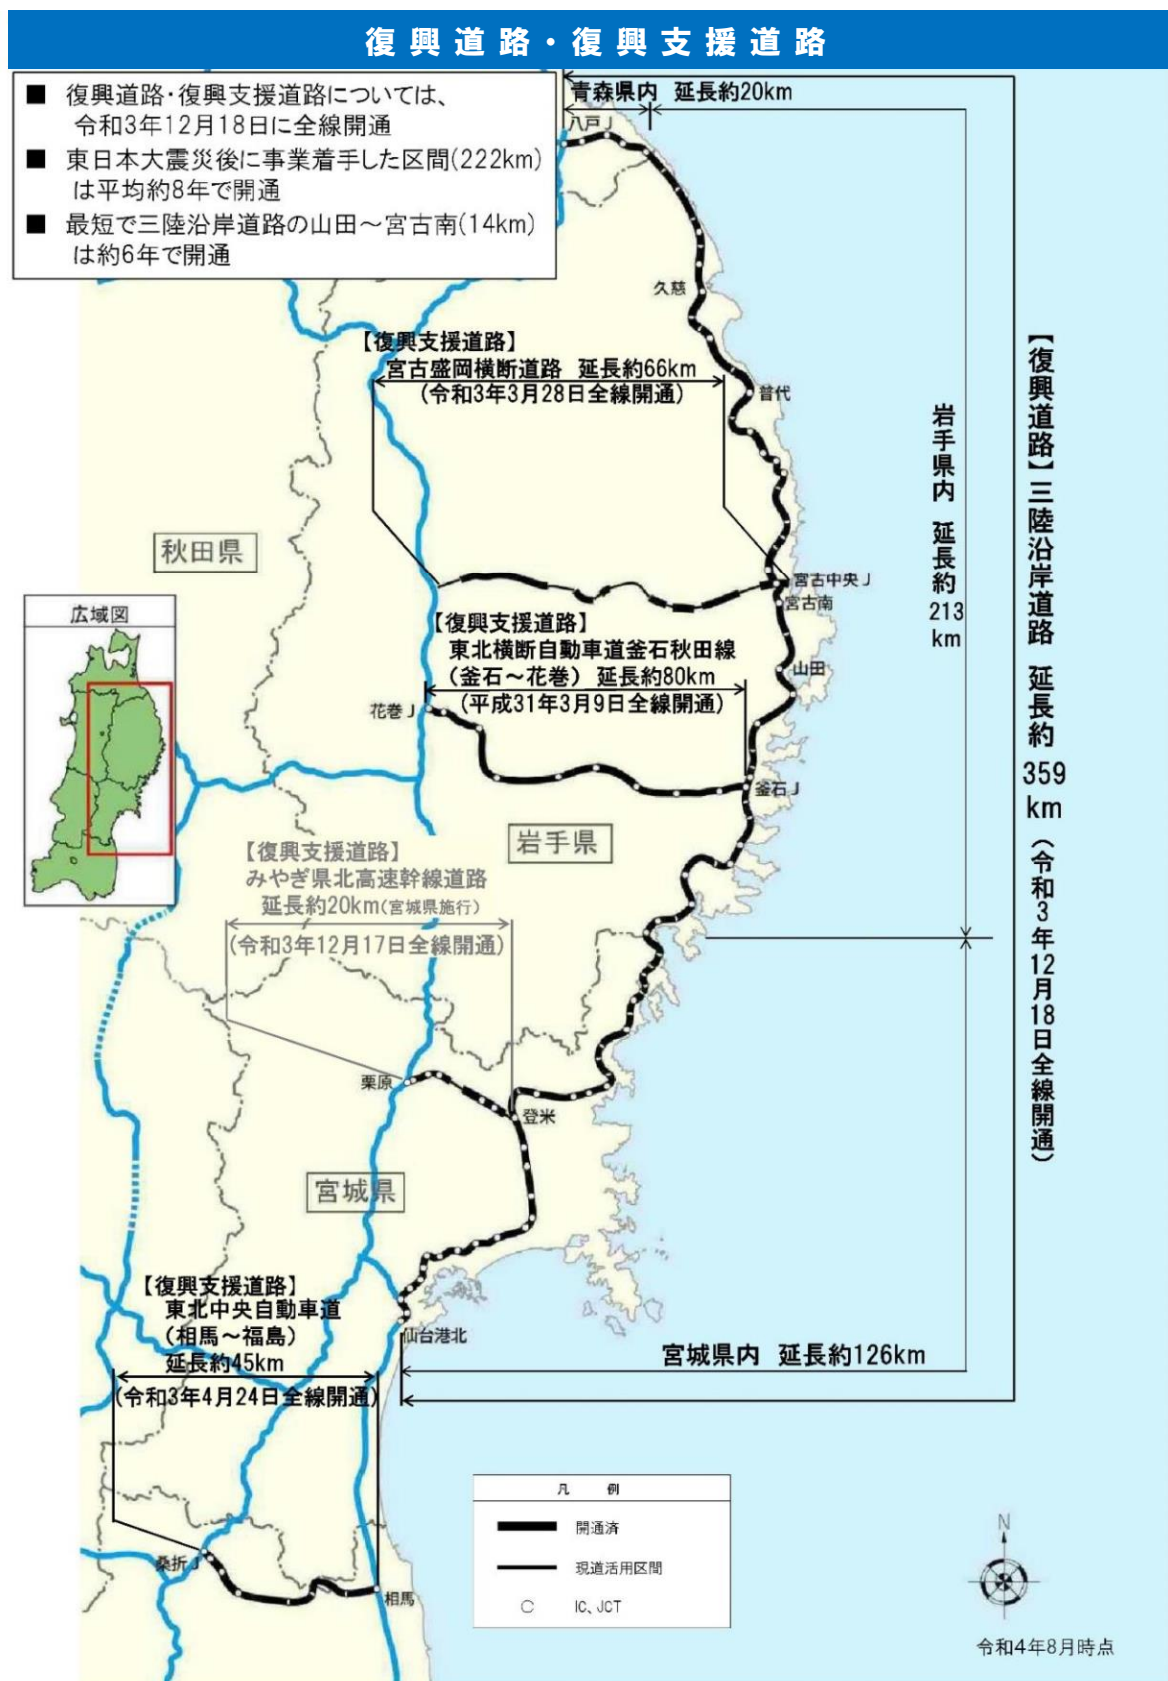 復興道路・復興支援道路
■ 復興道路・復興支援道路については、
令和3年12月18日に全線開通
■ 東日本大震災後に事業着手した区間(222km)
は平均約8年で開通
■ 最短で三陸沿岸道路の山田～宮古南(14km)
は約6年で開通
青森県内 延長約20km
八戸J
久慈
【復興支援道路】
宮古盛岡横断道路 延長約66km
(令和3年3月28日全線開通)
普代
岩手県内 延長約213km
【復興道路】三陸沿岸道路 延長約359km(令和3年12月18日全線開通)
秋田県
宮古中央J
宮古南
広域図
【復興支援道路】
東北横断自動車道釜石秋田線
(釜石～花巻) 延長約80km
(平成31年3月9日全線開通)
山田
花巻J
釜石J
岩手県
【復興支援道路】
みやぎ県北高速幹線道路
延長約20km(宮城県施行)
(令和3年12月17日全線開通)
栗原
登米
宮城県
【復興支援道路】
東北中央自動車道
(相馬～福島)
延長約45km
(令和3年4月24日全線開通)
仙台港北
宮城県内 延長約126km
桑折J
相馬
凡 例
開通済
現道活用区間
IC、JCT
N
令和4年8月時点